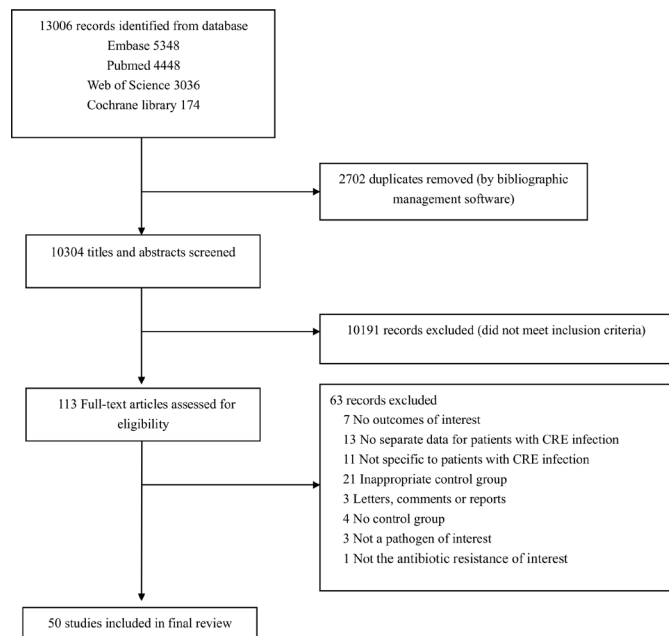 13006 records identified from database
Embase 5348
Pubmed 4448
Web of Science 3036
Cochrane library 174
2702 duplicates removed (by bibliographic
management software)
10304 titles and abstracts screened
10191 records excluded (did not meet inclusion criteria)
113 Full-text articles assessed for
eligibility
63 records excluded
7 No outcomes of interest
13 No separate data for patients with CRE infection
11 Not specific to patients with CRE infection
21 Inappropriate control group
3 Letters, comments or reports
4 No control group
3 Not a pathogen of interest
1 Not the antibiotic resistance of interest
50 studies included in final review